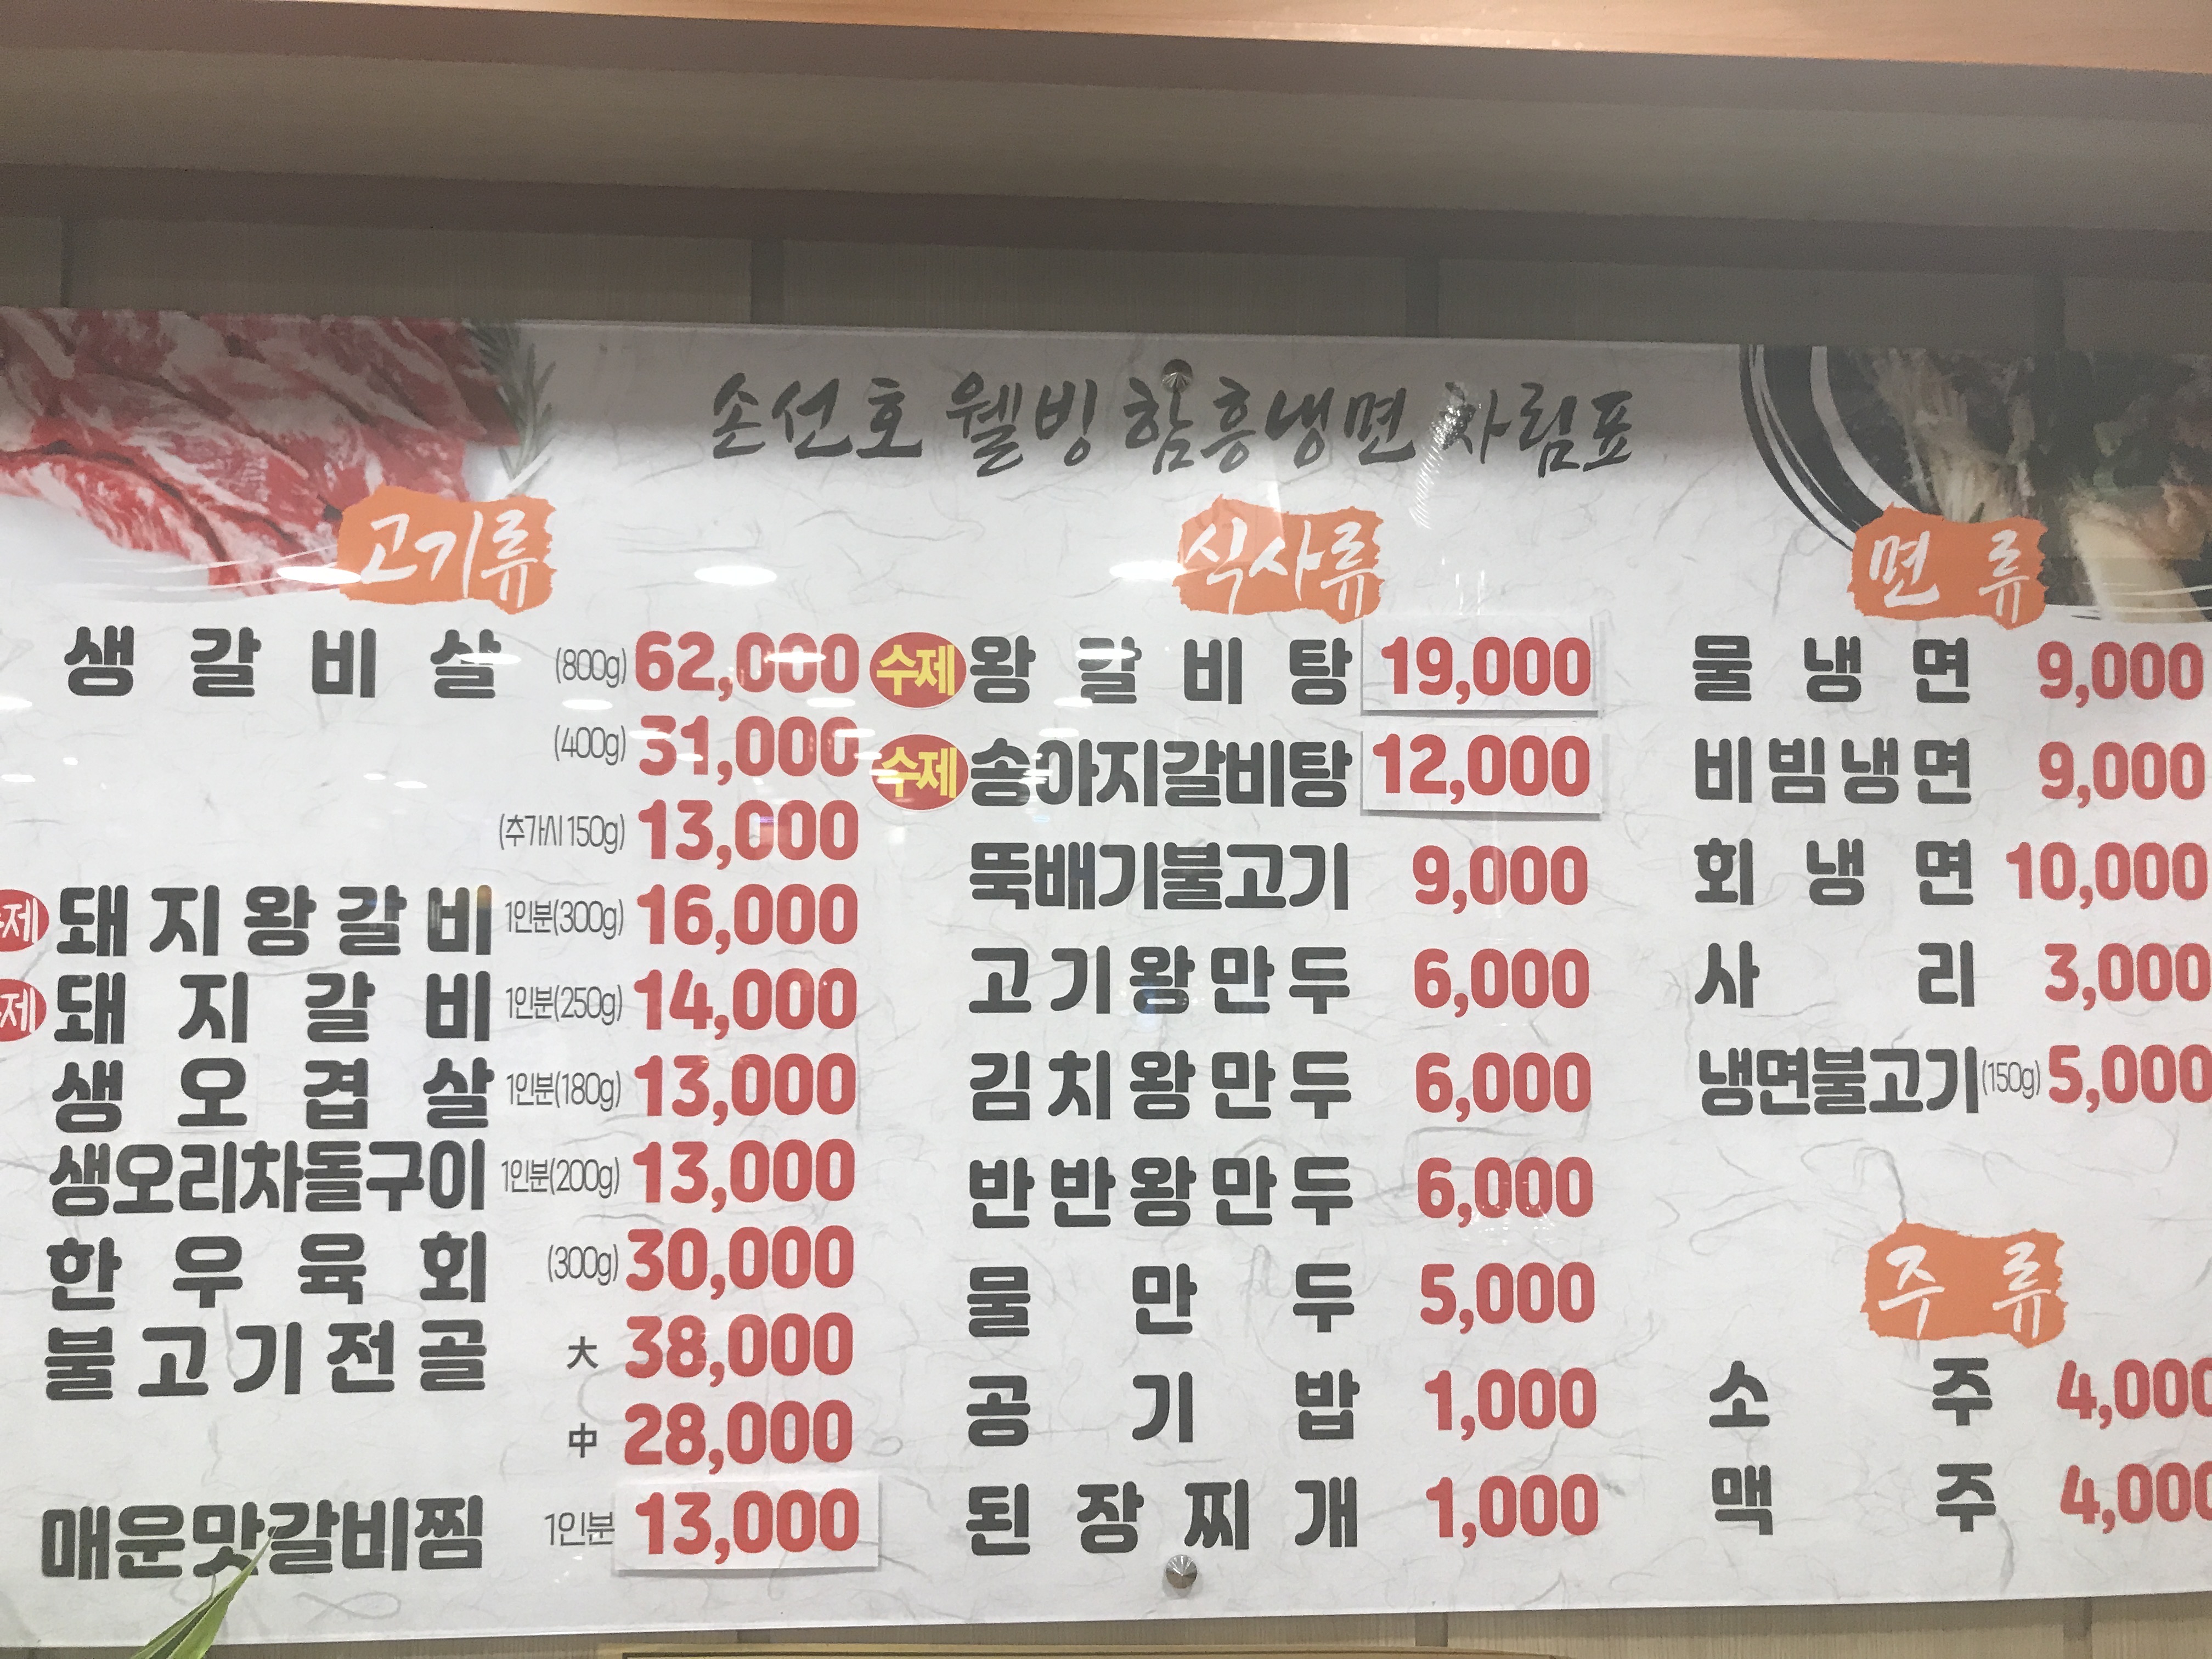 손선호 웰빙 함흥냉면 차림표
고기류
생갈비살 (800g) 62,000
(400g) 31,000
(추가시 150g) 13,000
돼지왕갈비 1인분(300g) 16,000
돼지갈비 1인분(250g) 14,000
생오겹살 1인분(180g) 13,000
생오리차돌구이 1인분(200g) 13,000
한우육회 (300g) 30,000
불고기전골 大 38,000
中 28,000
매운맛갈비찜 1인분 13,000
식사류
수제 왕갈비탕 19,000
수제 송아지갈비탕 12,000
뚝배기불고기 9,000
고기왕만두 6,000
김치왕만두 6,000
반반왕만두 6,000
물만두 5,000
공기밥 1,000
된장찌개 1,000
면류
물냉면 9,000
비빔냉면 9,000
회냉면 10,000
사리 3,000
냉면불고기(150g) 5,000
주류
소주 4,000
맥주 4,000